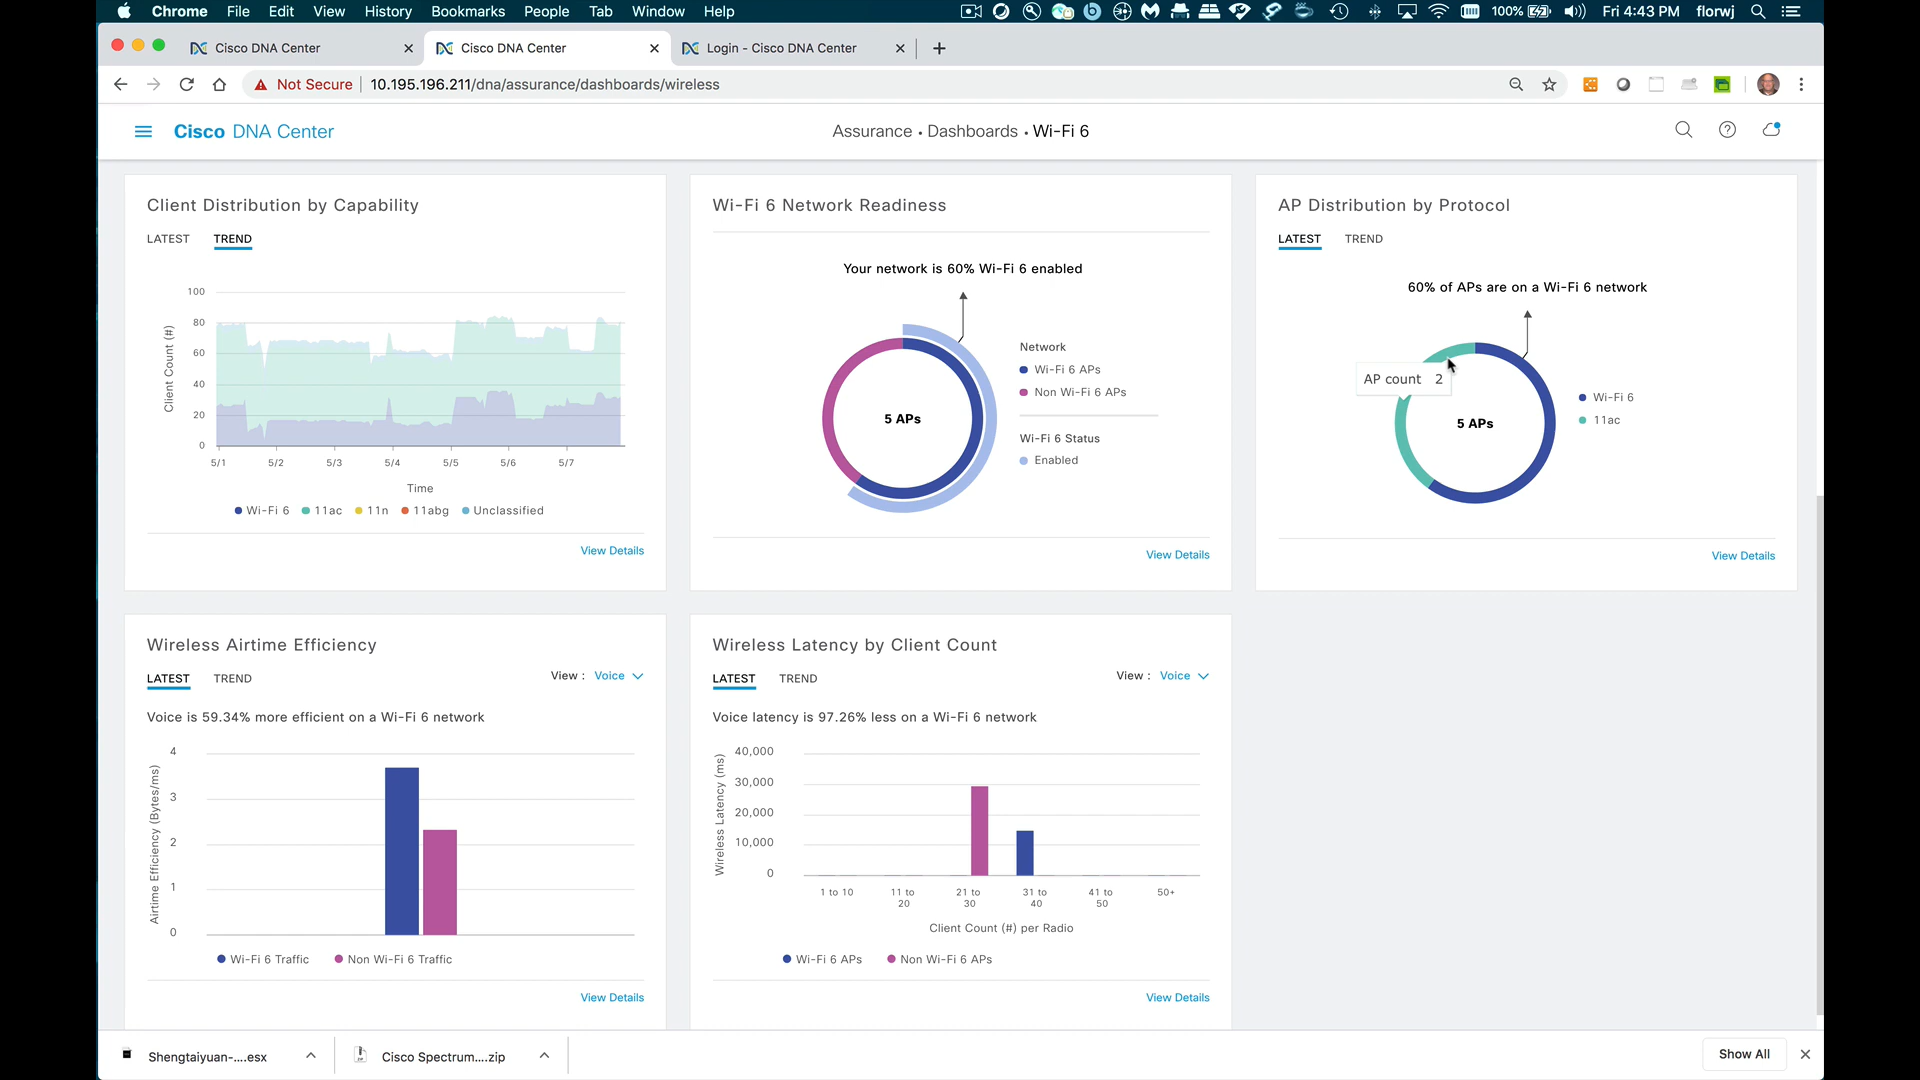 Chrome File Edit View History Bookmarks People Tab Window Help 100% Fri 4:43 PM florwj
Cisco DNA Center Cisco DNA Center Login - Cisco DNA Center
Not Secure 10.195.196.211/dna/assurance/dashboards/wireless
Cisco DNA Center Assurance • Dashboards • Wi-Fi 6
Client Distribution by Capability
LATEST TREND
100
80
60
40
20
0
Client Count (#)
5/1 5/2 5/3 5/4 5/5 5/6 5/7
Time
Wi-Fi 6 11ac 11n 11abg Unclassified
View Details
Wi-Fi 6 Network Readiness
Your network is 60% Wi-Fi 6 enabled
5 APs
Network
Wi-Fi 6 APs
Non Wi-Fi 6 APs
Wi-Fi 6 Status
Enabled
View Details
AP Distribution by Protocol
LATEST TREND
60% of APs are on a Wi-Fi 6 network
AP count 2
5 APs
Wi-Fi 6
11ac
View Details
Wireless Airtime Efficiency
LATEST TREND View : Voice
Voice is 59.34% more efficient on a Wi-Fi 6 network
4
3
2
1
0
Airtime Efficiency (Bytes/ms)
Wi-Fi 6 Traffic Non Wi-Fi 6 Traffic
View Details
Wireless Latency by Client Count
LATEST TREND View : Voice
Voice latency is 97.26% less on a Wi-Fi 6 network
40,000
30,000
20,000
10,000
0
Wireless Latency (ms)
1 to 10 11 to 21 to 31 to 41 to 50+
20 30 40 50
Client Count (#) per Radio
Wi-Fi 6 APs Non Wi-Fi 6 APs
View Details
Shengtaiyuan-....esx Cisco Spectrum....zip Show All